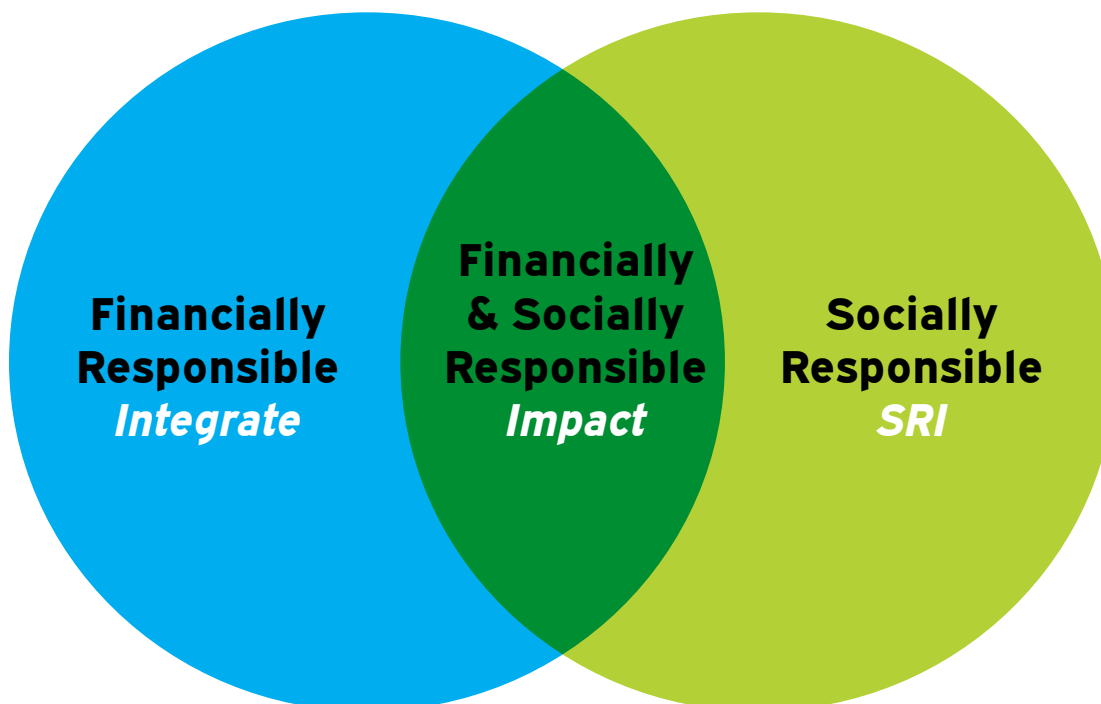 Financially
Responsible
Integrate
Financially
& Socially
Responsible
Impact
Socially
Responsible
SRI